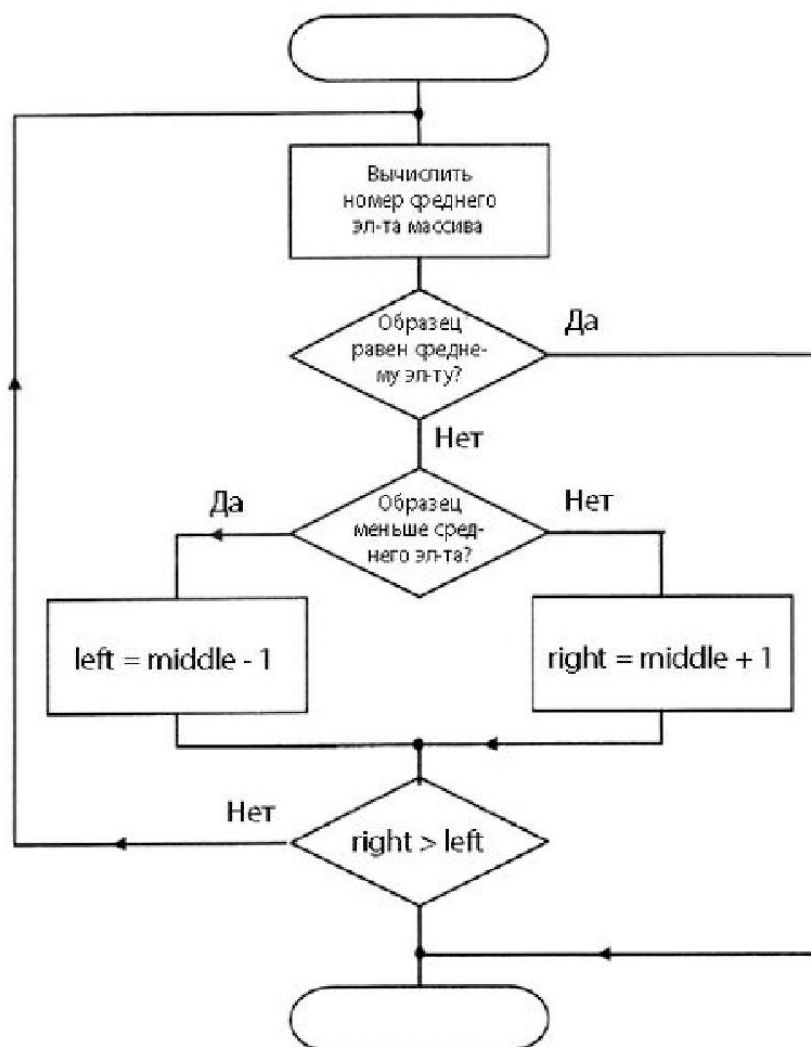 Вычислить
номер среднего
эл-та массива
Образец
равен средне-
му эл-ту?
Да
Нет
Образец
меньше сред-
него эл-та?
Да
Нет
left = middle - 1
right = middle + 1
Нет
right > left